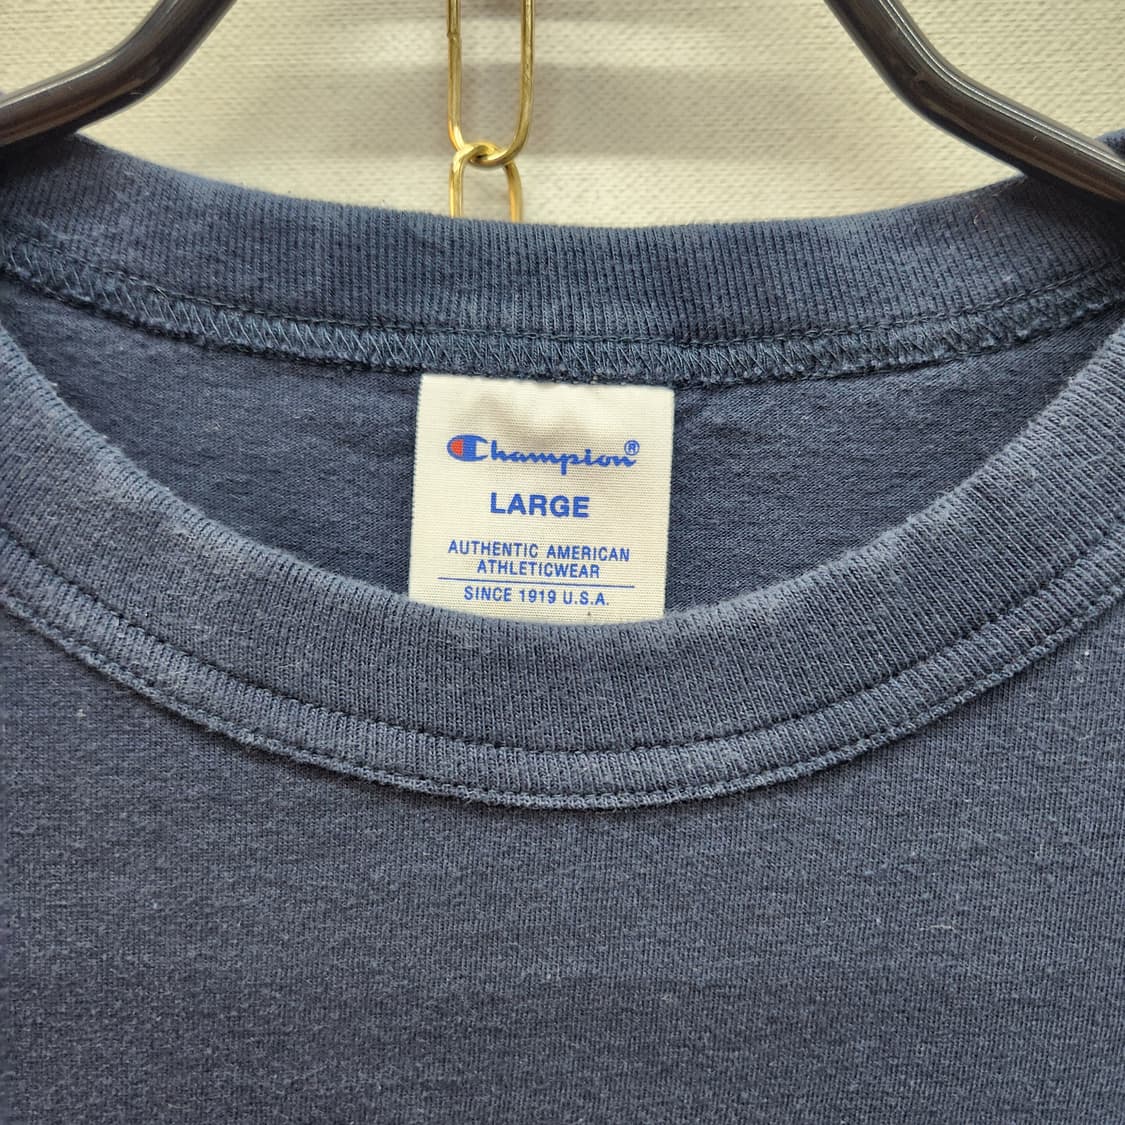 Champion®
LARGE
AUTHENTIC AMERICAN
ATHLETICWEAR
SINCE 1919 U.S.A.